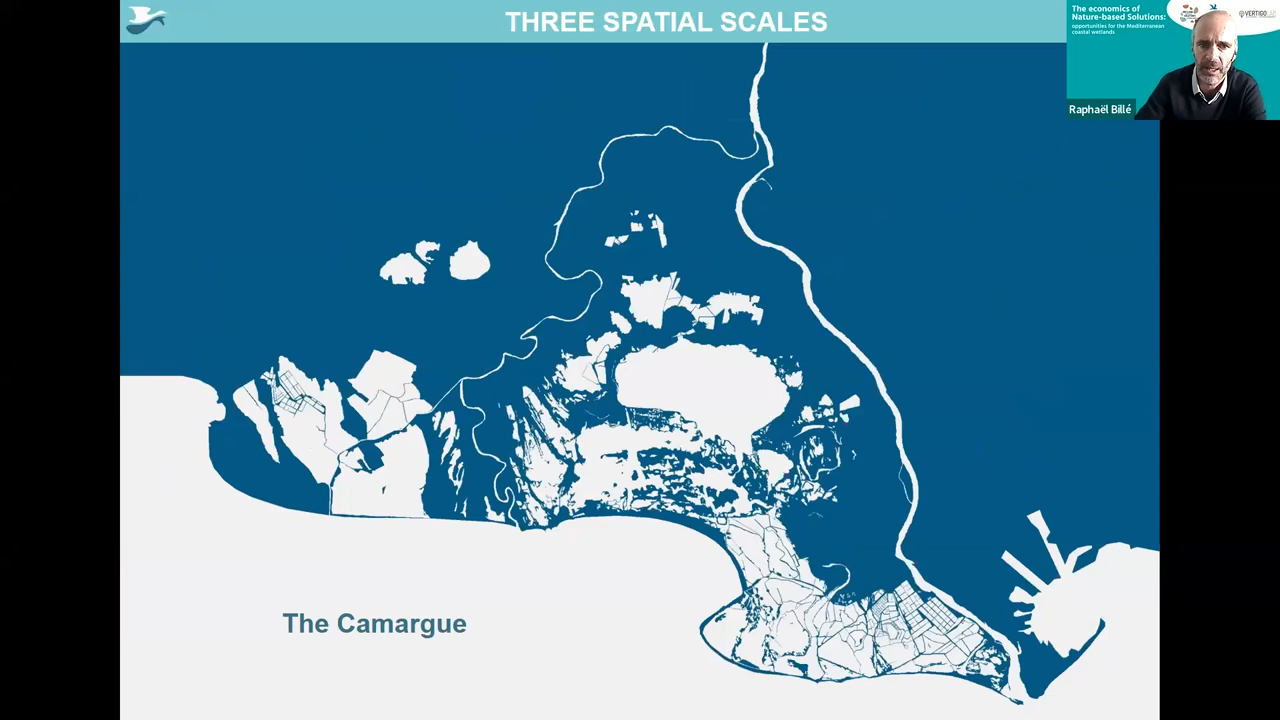 THREE SPATIAL SCALES
The economics of
Nature-based Solutions:
opportunities for the Mediterranean
coastal wetlands
VERTIGO
Raphaël Billé
The Camargue